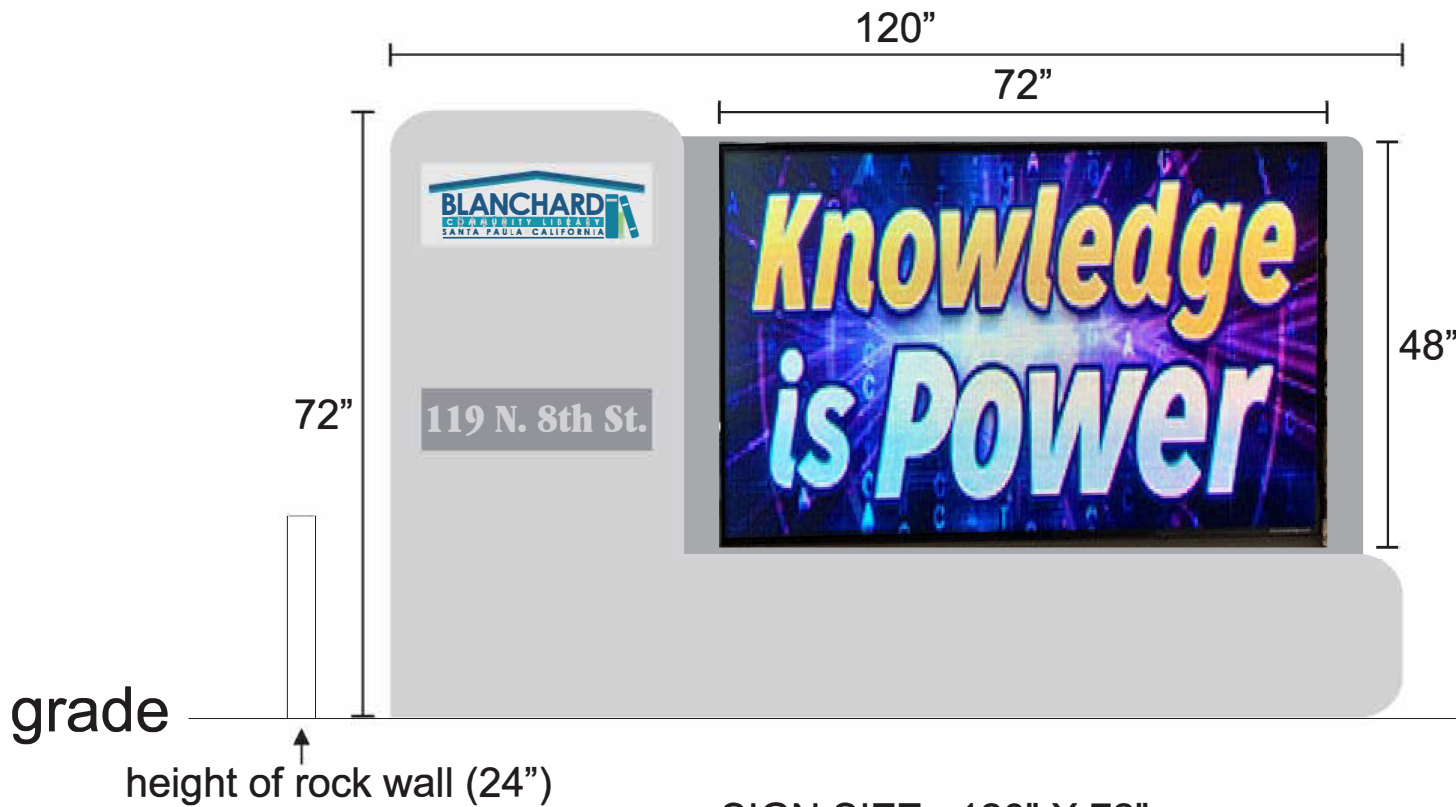 120”
72”
BLANCHARD
COMMUNITY LIBRARY
SANTA PAULA CALIFORNIA
Knowledge
is Power
48”
72”
119 N. 8th St.
grade
height of rock wall (24”)